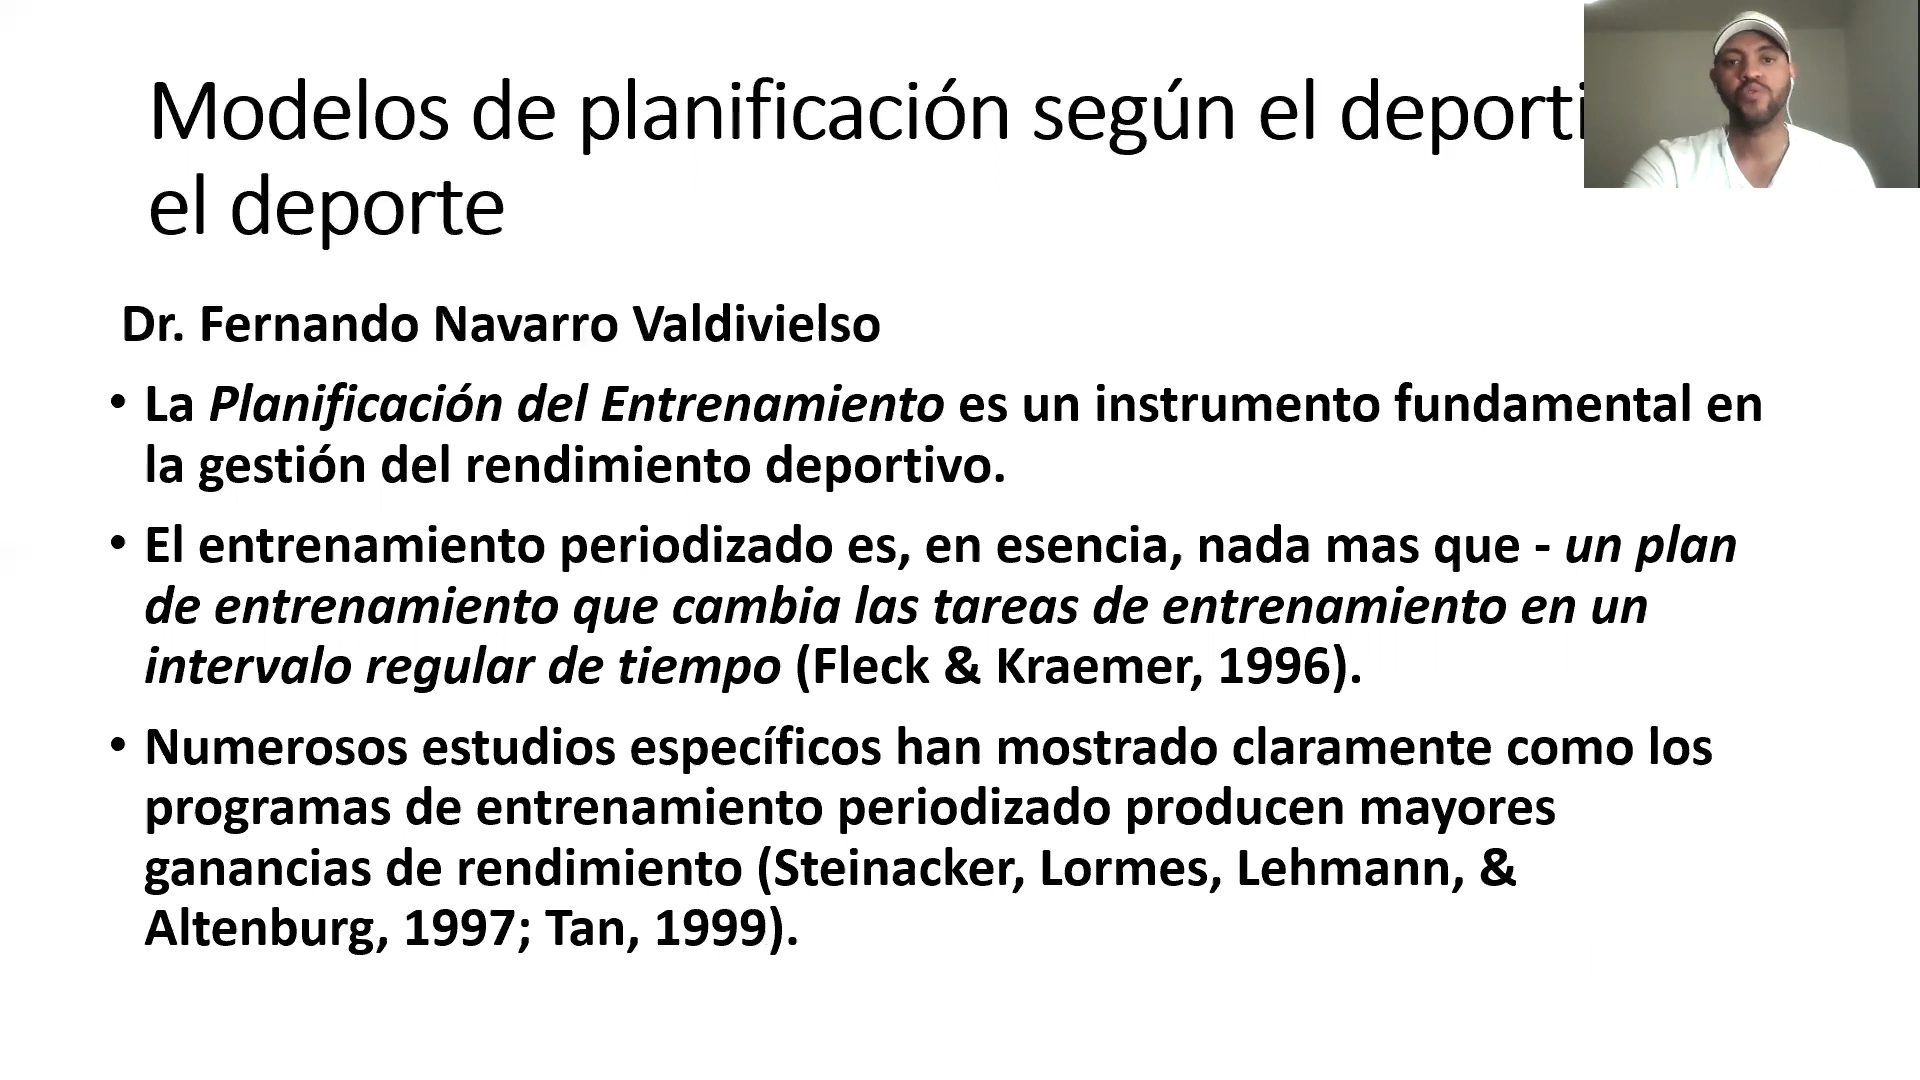 Modelos de planificación según el
el deporte
Dr. Fernando Navarro Valdivielso
• La Planificación del Entrenamiento es un instrumento fundamental en
la gestión del rendimiento deportivo.
• El entrenamiento periodizado es, en esencia, nada mas que - un plan
de entrenamiento que cambia las tareas de entrenamiento en un
intervalo regular de tiempo (Fleck & Kraemer, 1996).
• Numerosos estudios específicos han mostrado claramente como los
programas de entrenamiento periodizado producen mayores
ganancias de rendimiento (Steinacker, Lormes, Lehmann, &
Altenburg, 1997; Tan, 1999).